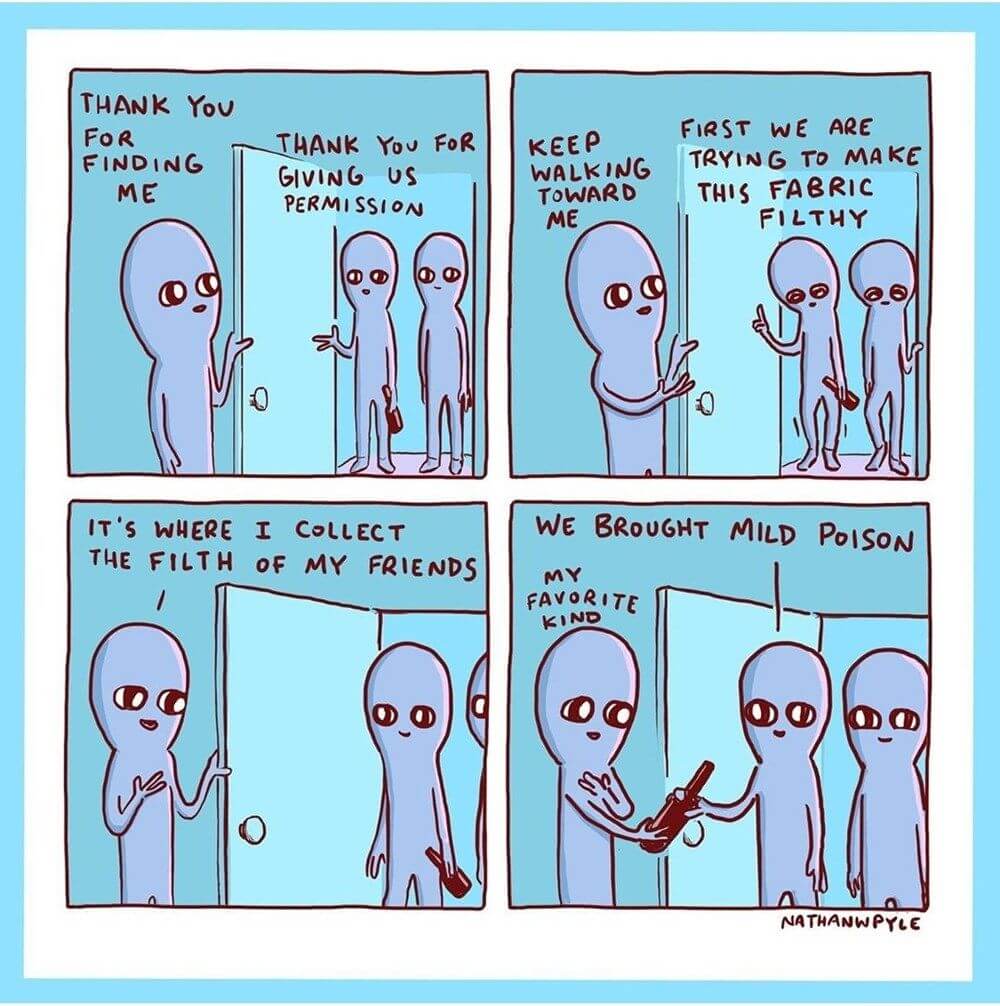 THANK YOU
FOR
FINDING
ME
THANK YOU FOR
GIVING US
PERMISSION
KEEP
WALKING
TOWARD
ME
FIRST WE ARE
TRYING TO MAKE
THIS FABRIC
FILTHY
IT'S WHERE I COLLECT
THE FILTH OF MY FRIENDS
WE BROUGHT MILD POISON
MY
FAVORITE
KIND
NATHANWPYLE